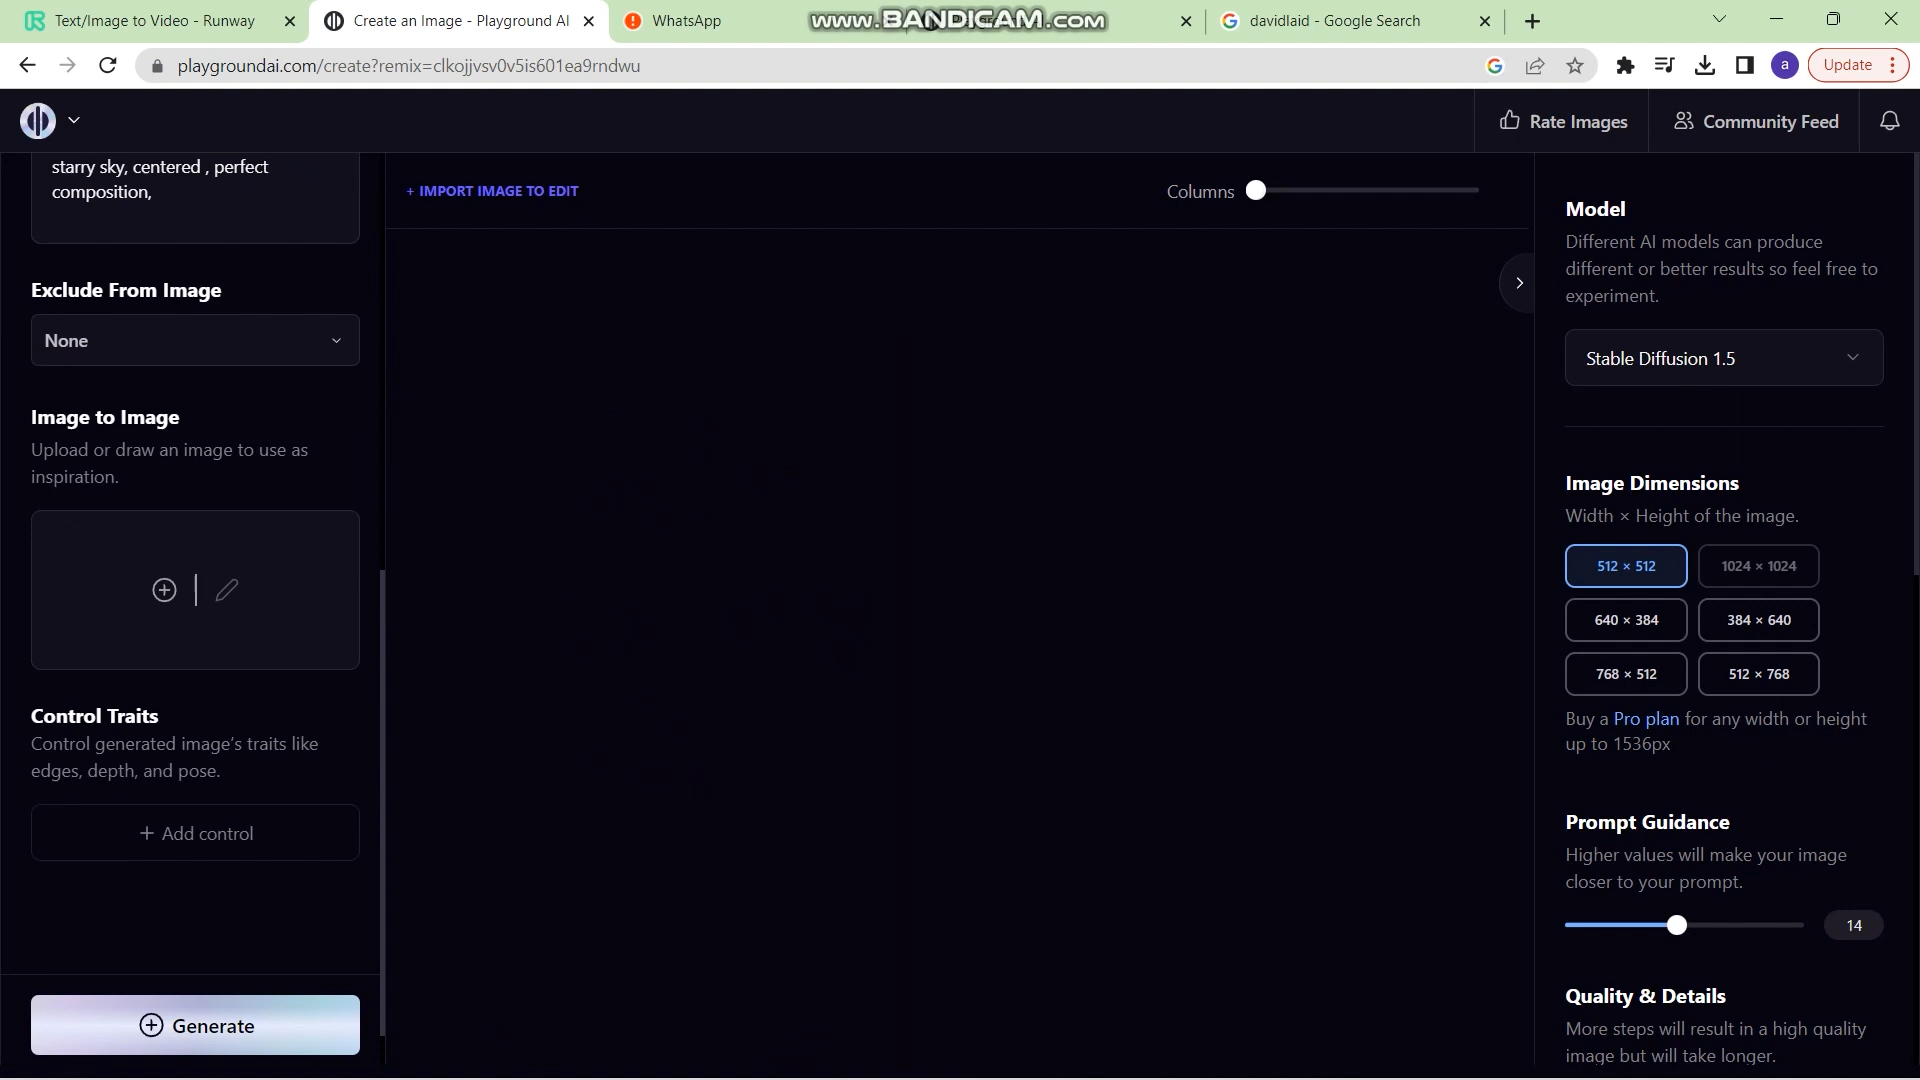 Text/Image to Video - Runway
Create an Image - Playground AI
WhatsApp
www.BANDICAM.com
davidlaid - Google Search
playgroundai.com/create?remix=clkojjvsv0v5is601ea9rndwu
a
Update
Rate Images
Community Feed
starry sky, centered , perfect
composition,
+ IMPORT IMAGE TO EDIT
Columns
Exclude From Image
None
Image to Image
Upload or draw an image to use as
inspiration.
Control Traits
Control generated image's traits like
edges, depth, and pose.
+ Add control
Generate
Model
Different AI models can produce
different or better results so feel free to
experiment.
Stable Diffusion 1.5
Image Dimensions
Width × Height of the image.
512 × 512
1024 × 1024
640 × 384
384 × 640
768 × 512
512 × 768
Buy a Pro plan for any width or height
up to 1536px
Prompt Guidance
Higher values will make your image
closer to your prompt.
14
Quality & Details
More steps will result in a high quality
image but will take longer.